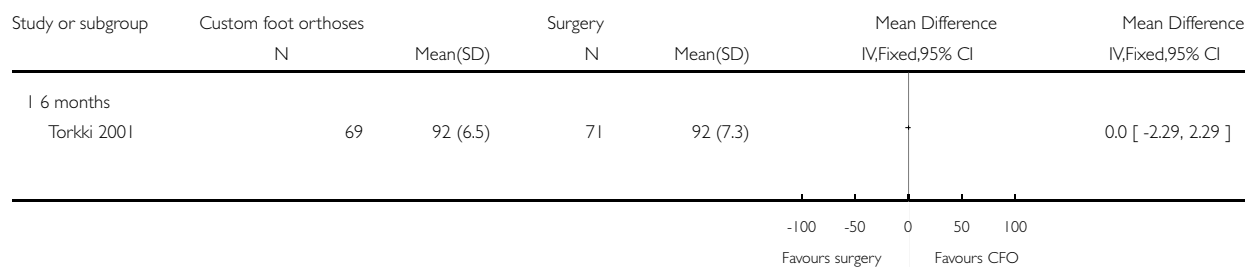 Study or subgroup Custom foot orthoses Surgery Mean Difference Mean Difference
N Mean(SD) N Mean(SD) IV,Fixed,95% CI IV,Fixed,95% CI
1 6 months
Torkki 2001 69 92 (6.5) 71 92 (7.3) 0.0 [ -2.29, 2.29 ]
-100 -50 0 50 100
Favours surgery Favours CFO